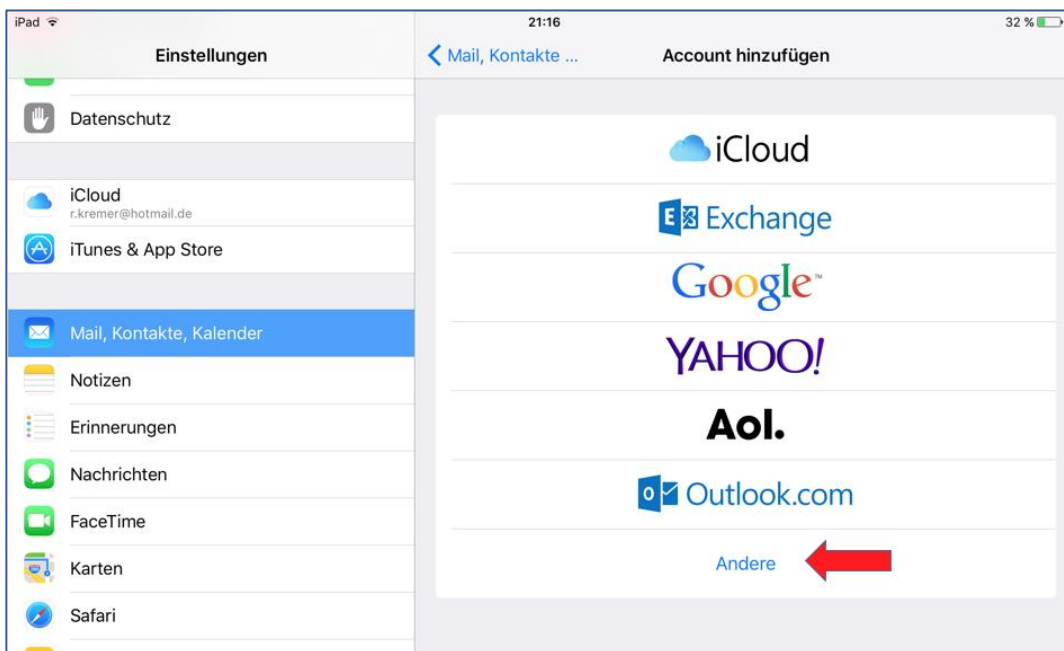 iPad
21:16
32 %
Einstellungen
Mail, Kontakte ...
Account hinzufügen
Datenschutz
iCloud
r.kremer@hotmail.de
iTunes & App Store
Mail, Kontakte, Kalender
Notizen
Erinnerungen
Nachrichten
FaceTime
Karten
Safari
iCloud
E Exchange
Google™
YAHOO!
Aol.
o Outlook.com
Andere